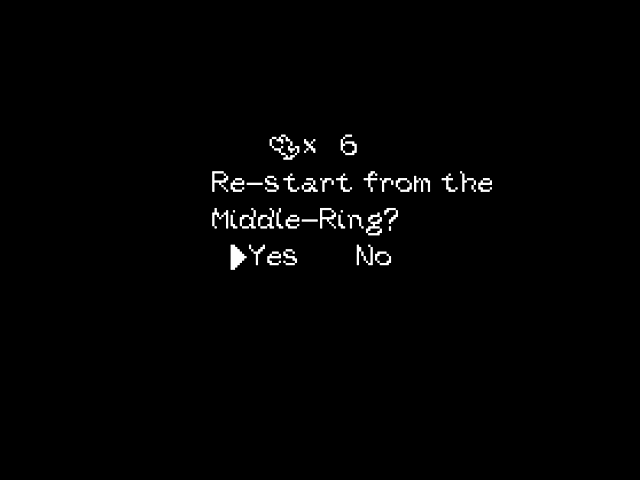 x 6
Re-start from the
Middle-Ring?
Yes No